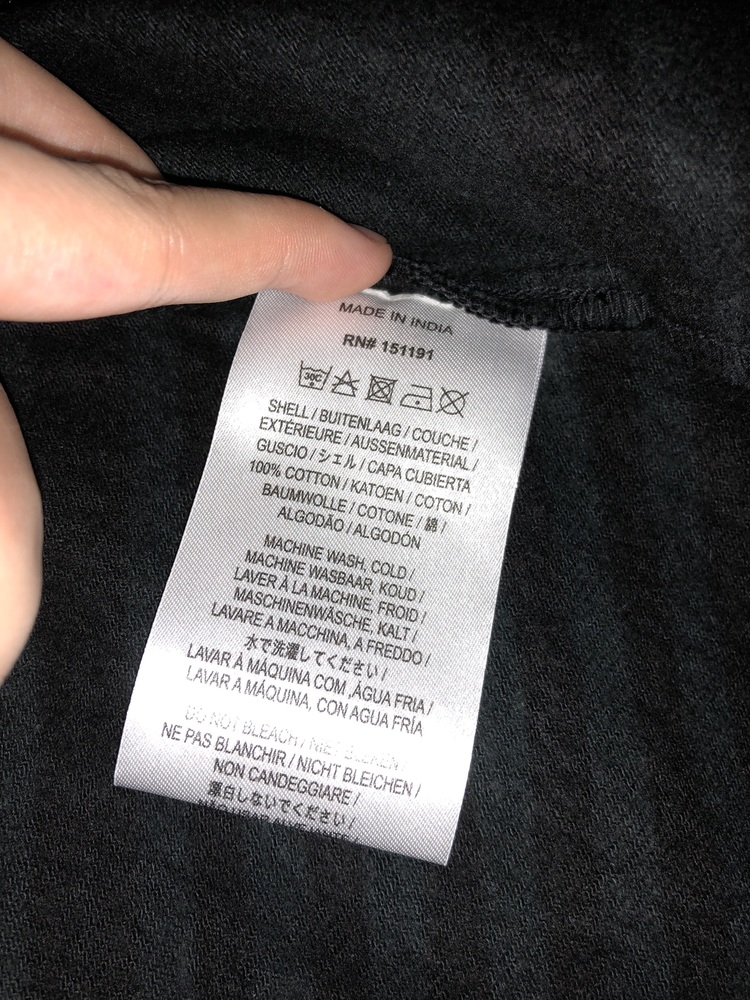 MADE IN INDIA
RN# 151191
30C
SHELL / BUITENLAAG / COUCHE /
EXTÉRIEURE / AUSSENMATERIAL /
GUSCIO / シェル / CAPA CUBIERTA
100% COTTON / KATOEN / COTON /
BAUMWOLLE / COTONE / 綿 /
ALGODÃO / ALGODÓN
MACHINE WASH, COLD /
MACHINE WASBAAR, KOUD /
LAVER À LA MACHINE, FROID /
MASCHINENWÄSCHE, KALT /
LAVARE A MACCHINA, A FREDDO /
水で洗濯してください /
LAVAR À MÁQUINA COM ,ÁGUA FRIA /
LAVAR A MÁQUINA, CON AGUA FRÍA
DO NOT BLEACH / NIET BLEKEN
NE PAS BLANCHIR / NICHT BLEICHEN /
NON CANDEGGIARE /
漂白しないでください /